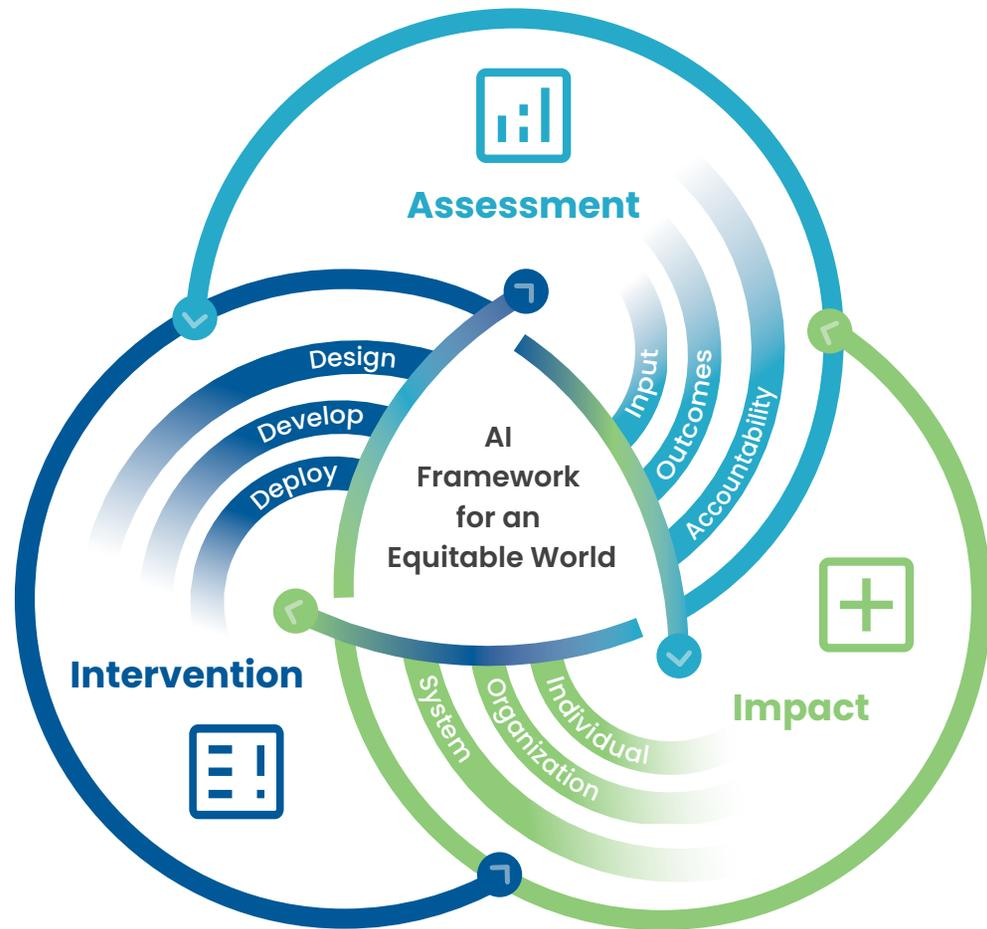 Assessment
Input
Outcomes
Accountability
Design
Develop
Deploy
AI
Framework
for an
Equitable World
Intervention
Impact
System
Organization
Individual